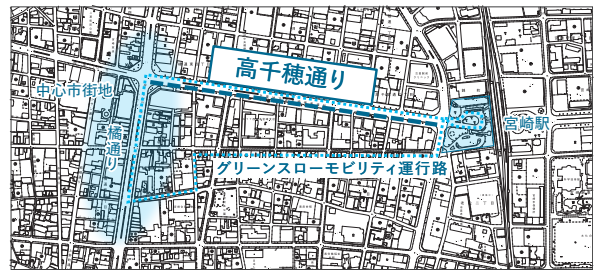 高千穂通り
中心市街地
宮崎駅
橘通り
グリーンスローモビリティ運行路